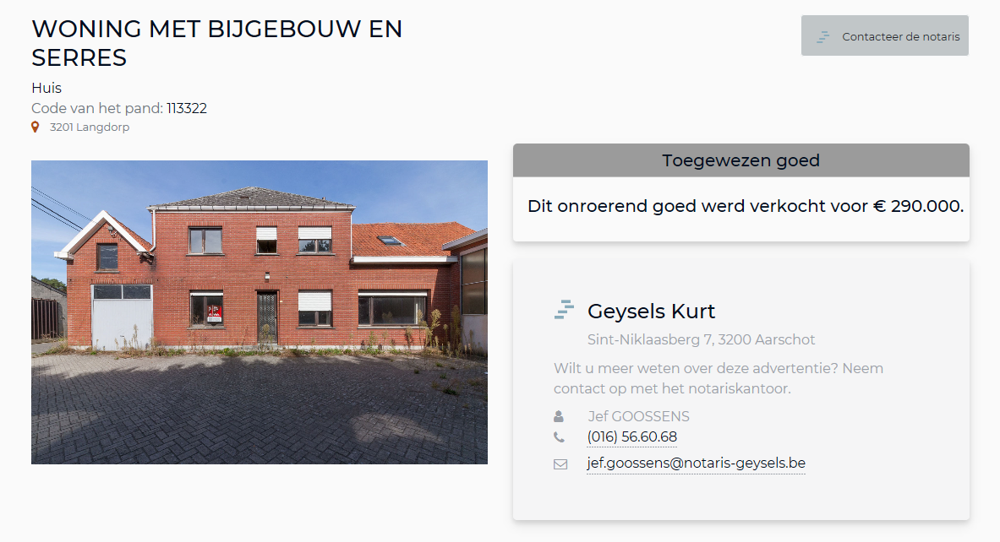 WONING MET BIJGEBOUW EN
SERRES
Contacteer de notaris
Huis
Code van het pand: 113322
3201 Langdorp
Toegewezen goed
Dit onroerend goed werd verkocht voor € 290.000.
Geysels Kurt
Sint-Niklaasberg 7, 3200 Aarschot
Wilt u meer weten over deze advertentie? Neem
contact op met het notariskantoor.
Jef GOOSSENS
(016) 56.60.68
jef.goossens@notaris-geysels.be